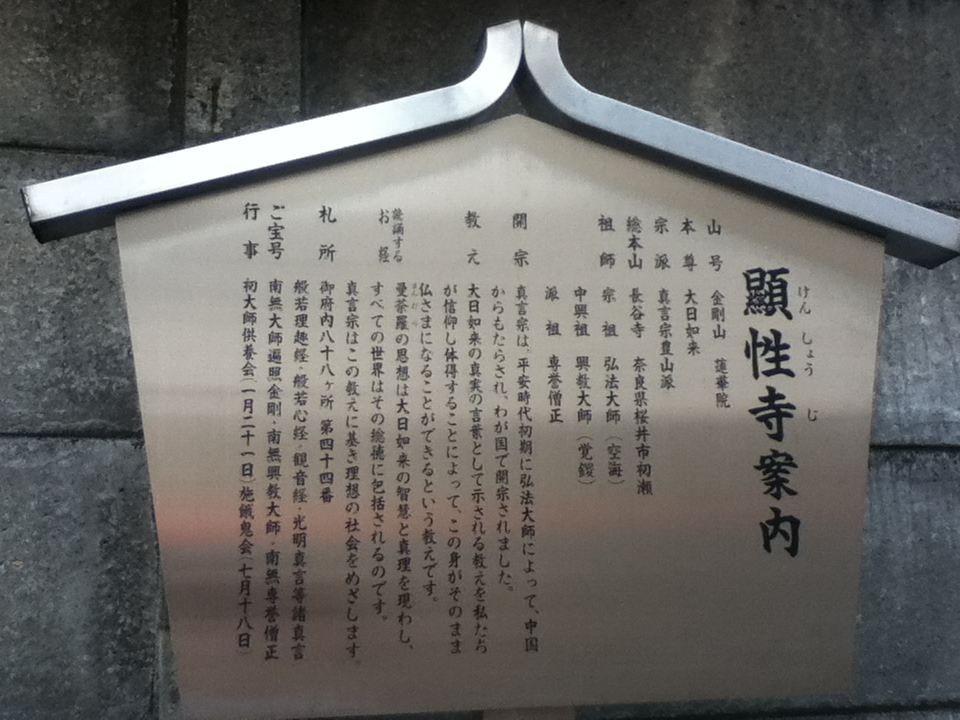 顯性寺案内
けんしょうじ
山号 金剛山 蓮華院
本尊 大日如来
宗派 真言宗豊山派
総本山 長谷寺 奈良県桜井市初瀬
祖師 宗祖 弘法大師(空海)
中興祖 興教大師(覚鑁)
派祖 専誉僧正
開宗 真言宗は、平安時代初期に弘法大師によって、中国
からもたらされ、わが国で開宗されました。
教え 大日如来の真実の言葉として示される教えを私たち
が信仰し体得することによって、この身がそのまま
仏さまになることができるという教えです。
曼荼羅の思想は大日如来の智慧と真理を現わし、
すべての世界はその総徳に包括されるのです。
真言宗はこの教えに基き理想の社会をめざします。
札所 御府内八十八ヶ所 第四十四番
読誦するお経 般若理趣経・般若心経・観音経・光明真言等諸真言
ご宝号 南無大師遍照金剛・南無興教大師・南無専誉僧正
行事 初大師供養会(一月二十一日)施餓鬼会(七月十八日)